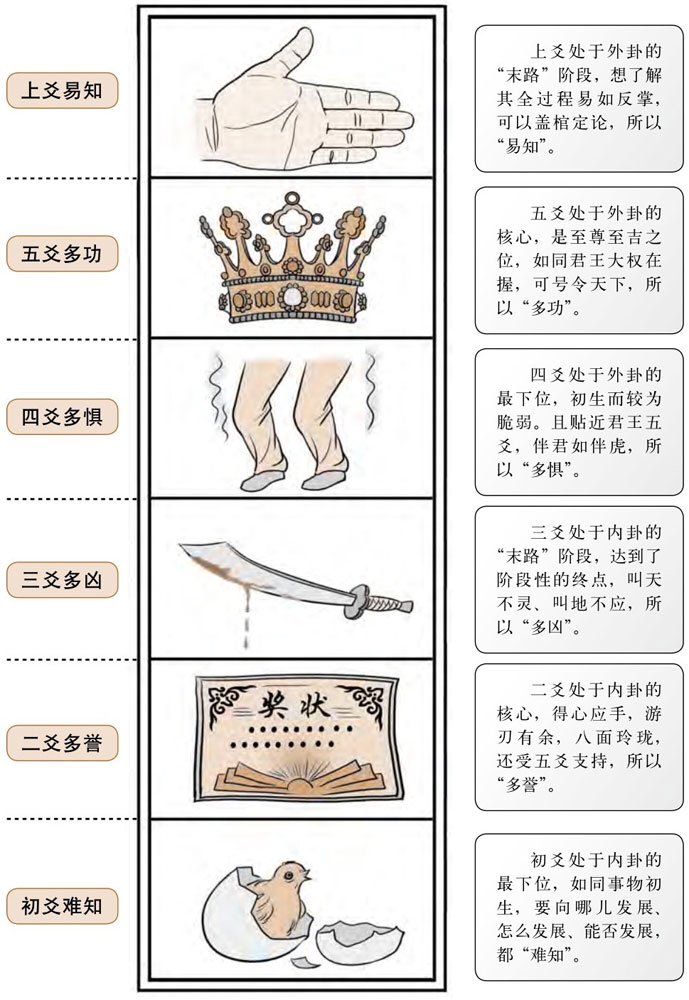 上爻易知
上爻处于外卦的
“末路”阶段，想了解
其全过程易如反掌，
可以盖棺定论，所以
“易知”。
五爻多功
五爻处于外卦的
核心，是至尊至吉之
位，如同君王大权在
握，可号令天下，所
以“多功”。
四爻多惧
四爻处于外卦的
最下位，初生而较为
脆弱。且贴近君王五
爻，伴君如伴虎，所
以“多惧”。
三爻多凶
三爻处于内卦的
“末路”阶段，达到了
阶段性的终点，叫天
不灵、叫地不应，所
以“多凶”。
二爻多誉
奖状
二爻处于内卦的
核心，得心应手，游
刃有余，八面玲珑，
还受五爻支持，所以
“多誉”。
初爻难知
初爻处于内卦的
最下位，如同事物初
生，要向哪儿发展、
怎么发展、能否发展，
都“难知”。